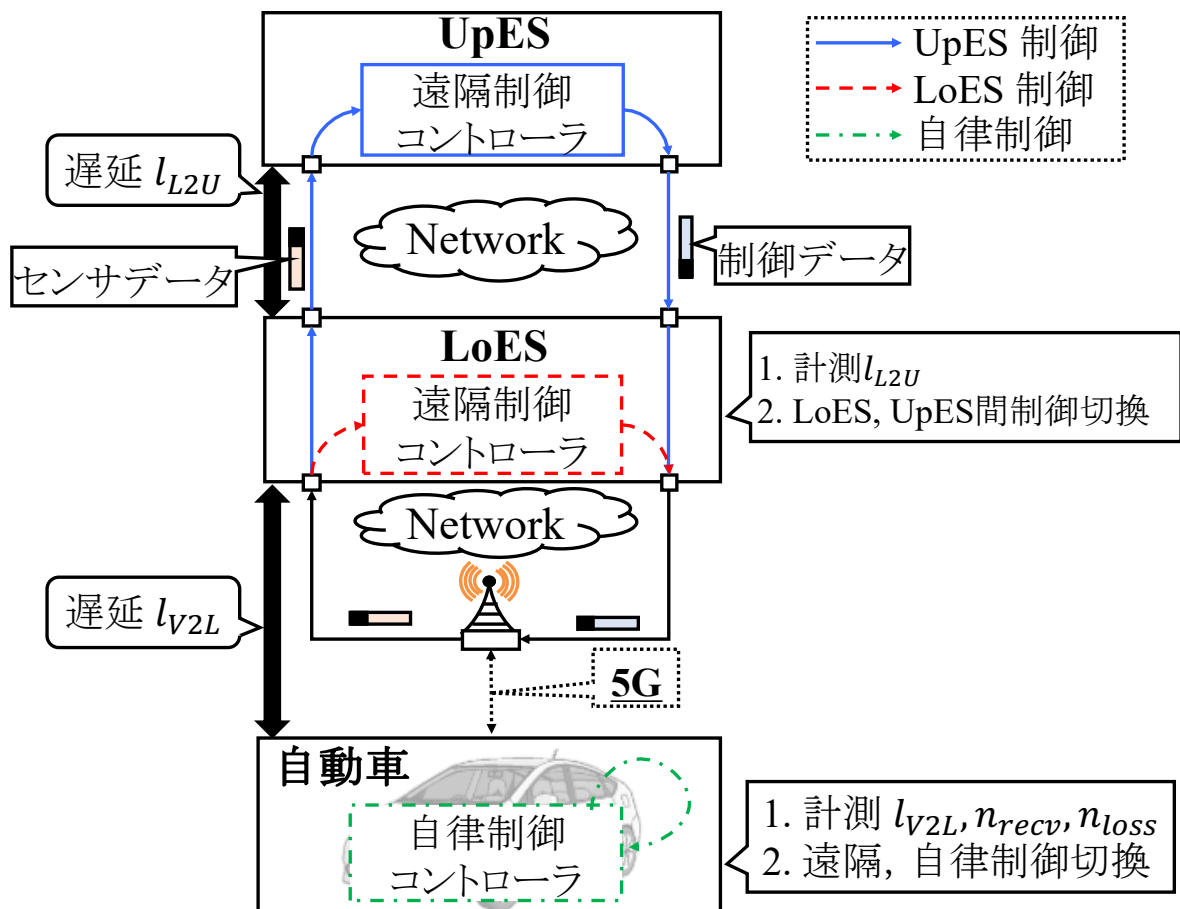 UpES
遠隔制御
コントローラ
UpES 制御
LoES 制御
自律制御
遅延 l_{L2U}
Network
センサデータ
制御データ
LoES
遠隔制御
コントローラ
1. 計測l_{L2U}
2. LoES, UpES間制御切換
Network
遅延 l_{V2L}
5G
自動車
自律制御
コントローラ
1. 計測 l_{V2L}, n_{recv}, n_{loss}
2. 遠隔, 自律制御切換